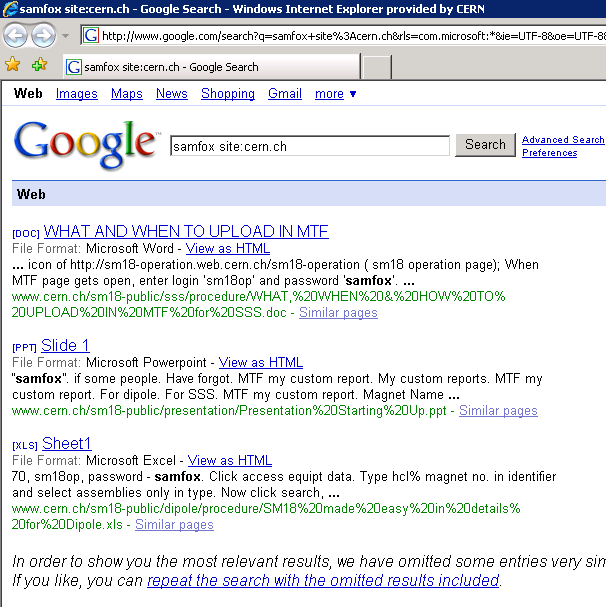 samfox site:cern.ch - Google Search - Windows Internet Explorer provided by CERN
http://www.google.com/search?q=samfox+site%3Acern.ch&rls=com.microsoft:*&ie=UTF-8&oe=UTF-8
samfox site:cern.ch - Google Search
Web Images Maps News Shopping Gmail more ▼
Google™ samfox site:cern.ch Search Advanced Search
Preferences
Web
[DOC] WHAT AND WHEN TO UPLOAD IN MTF
File Format: Microsoft Word - View as HTML
... icon of http://sm18-operation.web.cern.ch/sm18-operation ( sm18 operation page); When
MTF page gets open, enter login 'sm18op' and password 'samfox'. ...
www.cern.ch/sm18-public/sss/procedure/WHAT,%20WHEN%20&%20HOW%20TO%
20UPLOAD%20IN%20MTF%20for%20SSS.doc - Similar pages
[PPT] Slide 1
File Format: Microsoft Powerpoint - View as HTML
"samfox". if some people. Have forgot. MTF my custom report. My custom reports. MTF my
custom report. For dipole. For SSS. MTF my custom report. Magnet Name ...
www.cern.ch/sm18-public/presentation/Presentation%20Starting%20Up.ppt - Similar pages
[XLS] Sheet1
File Format: Microsoft Excel - View as HTML
70, sm18op, password - samfox. Click access equipt data. Type hcl% magnet no. in identifier
and select assemblies only in type. Now click search, ...
www.cern.ch/sm18-public/dipole/procedure/SM18%20made%20easy%20in%20details%
20for%20Dipole.xls - Similar pages
In order to show you the most relevant results, we have omitted some entries very sim
If you like, you can repeat the search with the omitted results included.